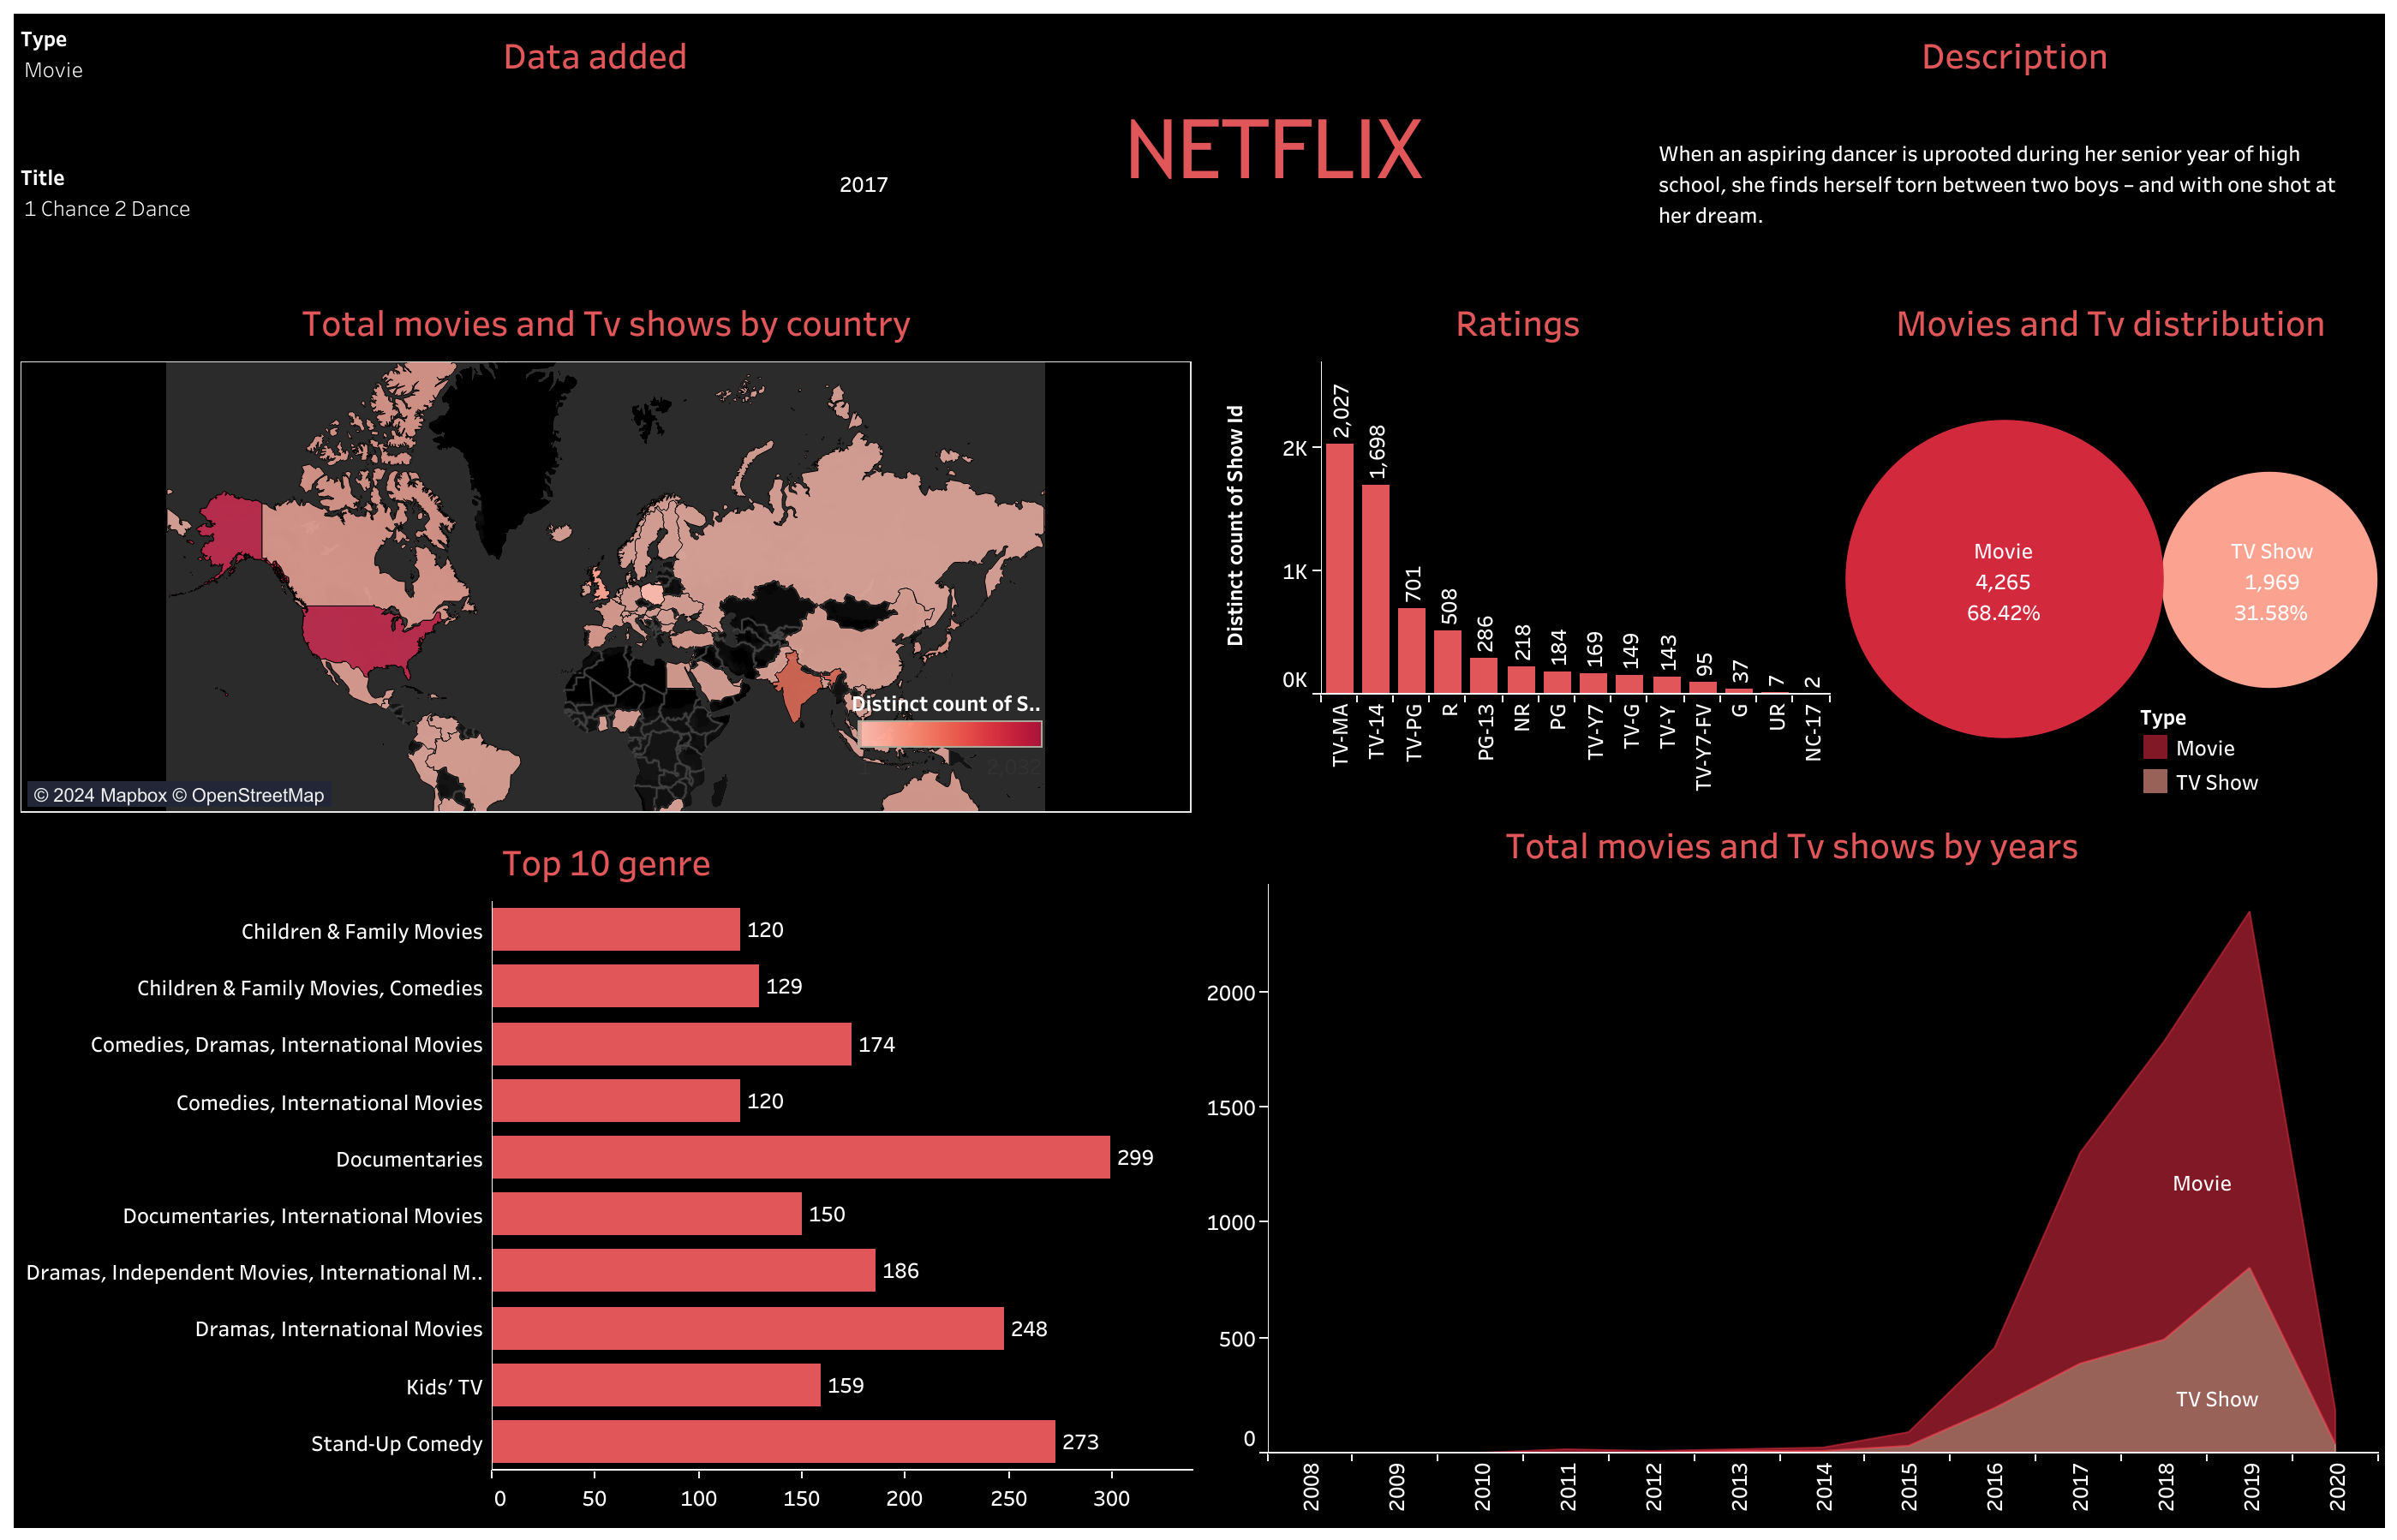 Type
Movie
Data added
Description
NETFLIX
When an aspiring dancer is uprooted during her senior year of high
school, she finds herself torn between two boys – and with one shot at
her dream.
Title
1 Chance 2 Dance
2017
Total movies and Tv shows by country
Distinct count of S..
1
2,032
© 2024 Mapbox © OpenStreetMap
Ratings
Distinct count of Show Id
2K
1K
0K
2,027
1,698
701
508
286
218
184
169
149
143
95
37
7
2
TV-MA
TV-14
TV-PG
R
PG-13
NR
PG
TV-Y7
TV-G
TV-Y
TV-Y7-FV
G
UR
NC-17
Movies and Tv distribution
Movie
4,265
68.42%
TV Show
1,969
31.58%
Type
Movie
TV Show
Top 10 genre
Children & Family Movies 120
Children & Family Movies, Comedies 129
Comedies, Dramas, International Movies 174
Comedies, International Movies 120
Documentaries 299
Documentaries, International Movies 150
Dramas, Independent Movies, International M.. 186
Dramas, International Movies 248
Kids’ TV 159
Stand-Up Comedy 273
0 50 100 150 200 250 300
Total movies and Tv shows by years
2000
1500
1000
500
0
Movie
TV Show
2008
2009
2010
2011
2012
2013
2014
2015
2016
2017
2018
2019
2020